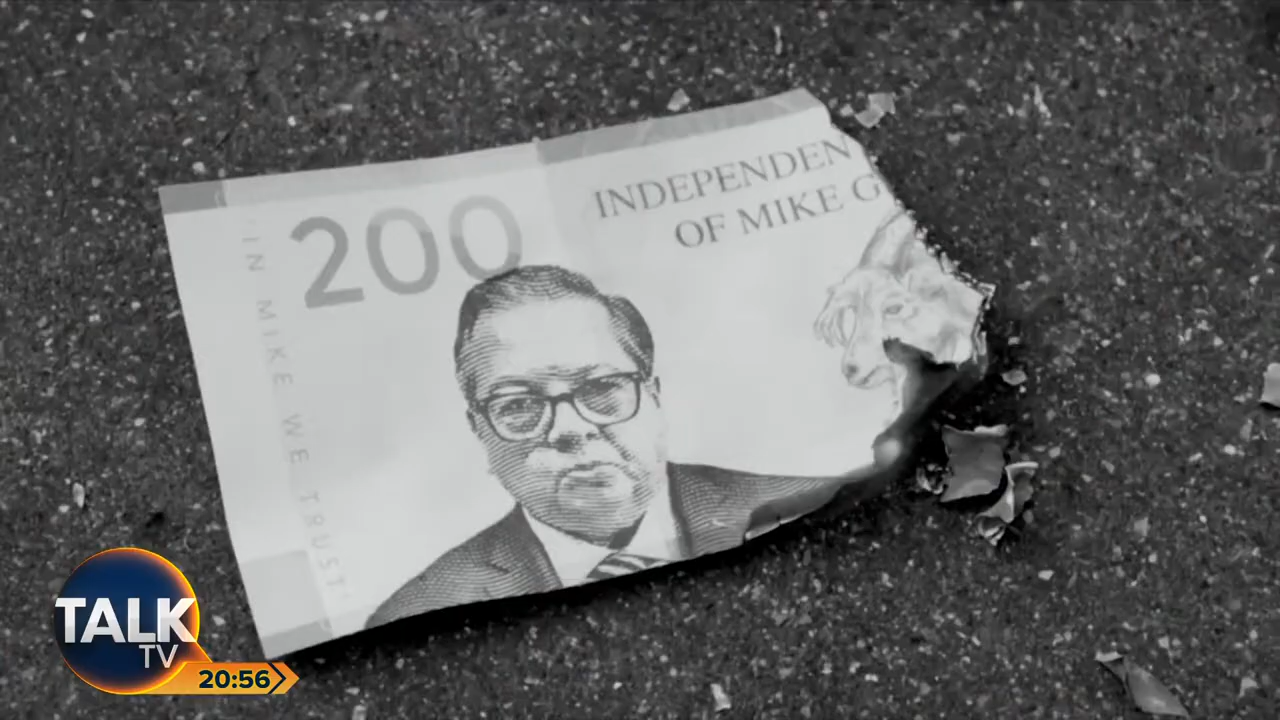 200
INDEPENDEN
OF MIKE G
IN MIKE WE TRUST
TALK
TV
20:56